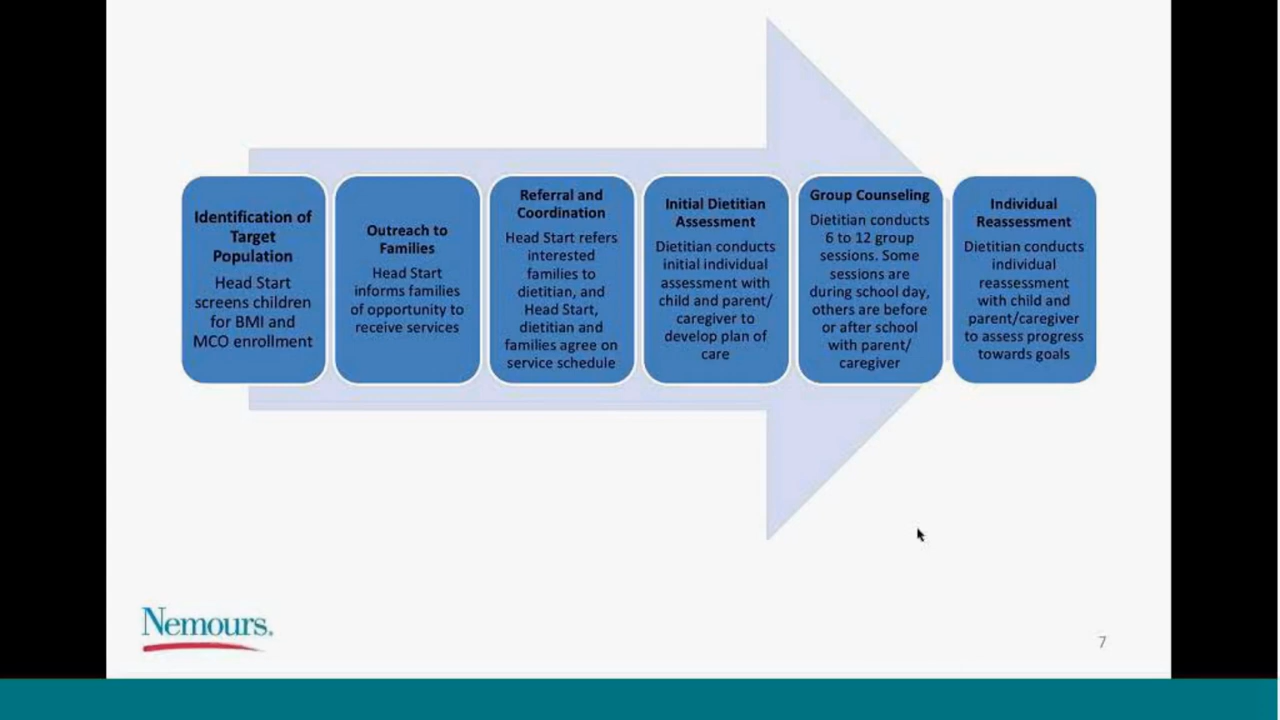 Identification of
Target
Population
Head Start
screens children
for BMI and
MCO enrollment
Outreach to
Families
Head Start
informs families
of opportunity to
receive services
Referral and
Coordination
Head Start refers
interested
families to
dietitian, and
Head Start,
dietitian and
families agree on
service schedule
Initial Dietitian
Assessment
Dietitian conducts
initial individual
assessment with
child and parent/
caregiver to
develop plan of
care
Group Counseling
Dietitian conducts
6 to 12 group
sessions. Some
sessions are
during school day,
others are before
or after school
with parent/
caregiver
Individual
Reassessment
Dietitian conducts
individual
reassessment
with child and
parent/caregiver
to assess progress
towards goals
Nemours.
7